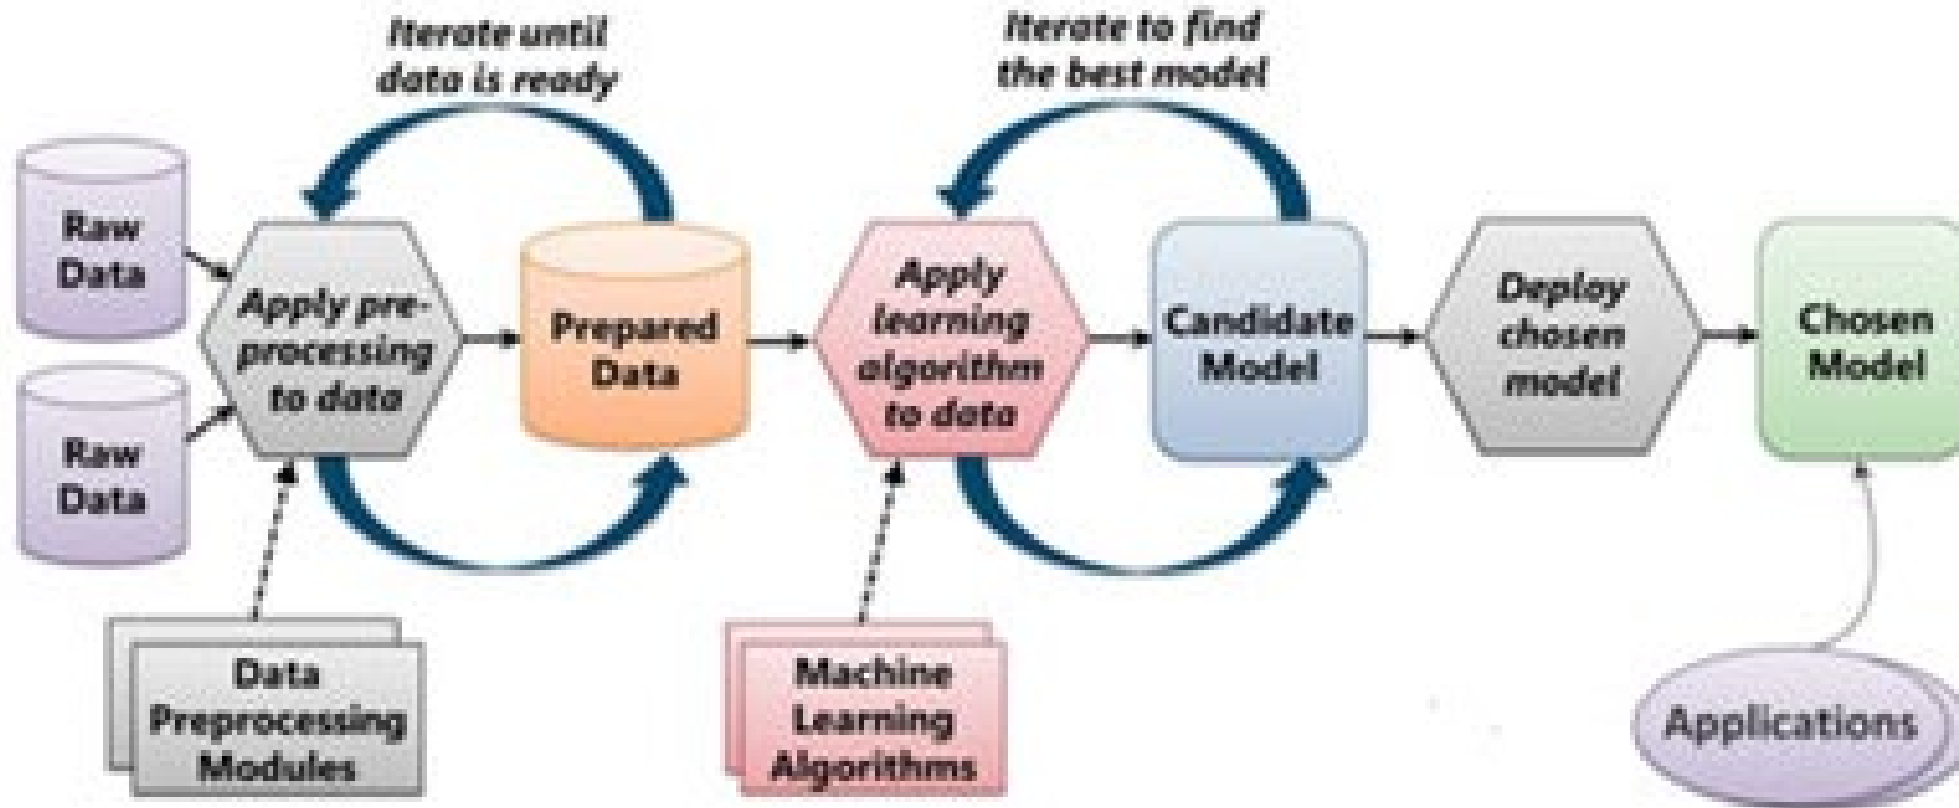 Iterate until
data is ready
Iterate to find
the best model
Raw
Data
Raw
Data
Apply pre-
processing
to data
Prepared
Data
Apply
learning
algorithm
to data
Candidate
Model
Deploy
chosen
model
Chosen
Model
Data
Preprocessing
Modules
Machine
Learning
Algorithms
Applications